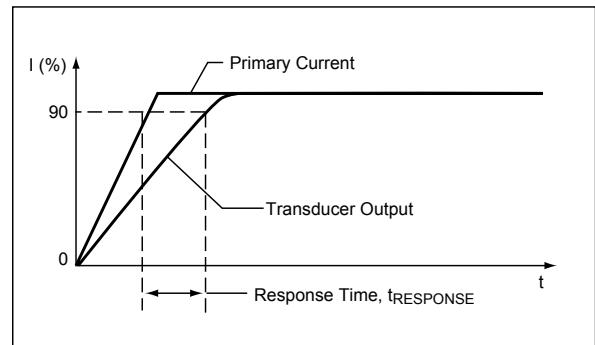 I (%)
Primary Current
90
Transducer Output
0
t
Response Time, tRESPONSE